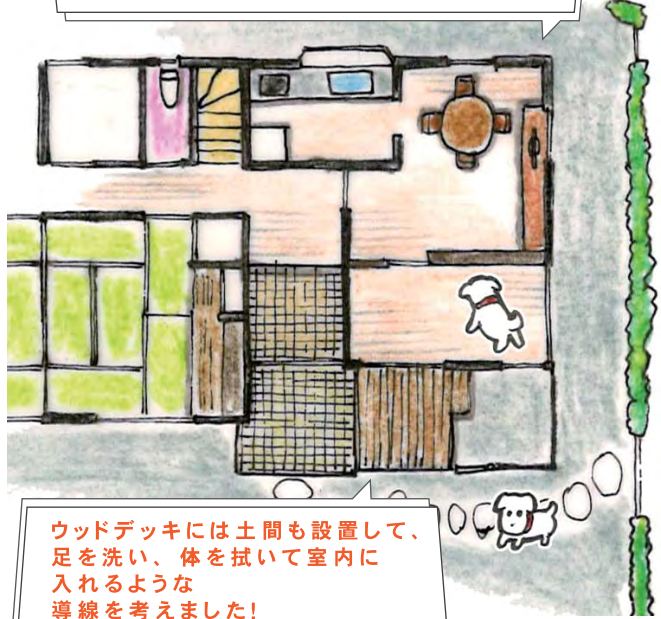 ウッドデッキには土間も設置して、
足を洗い、体を拭いて室内に
入れるような
導線を考えました!